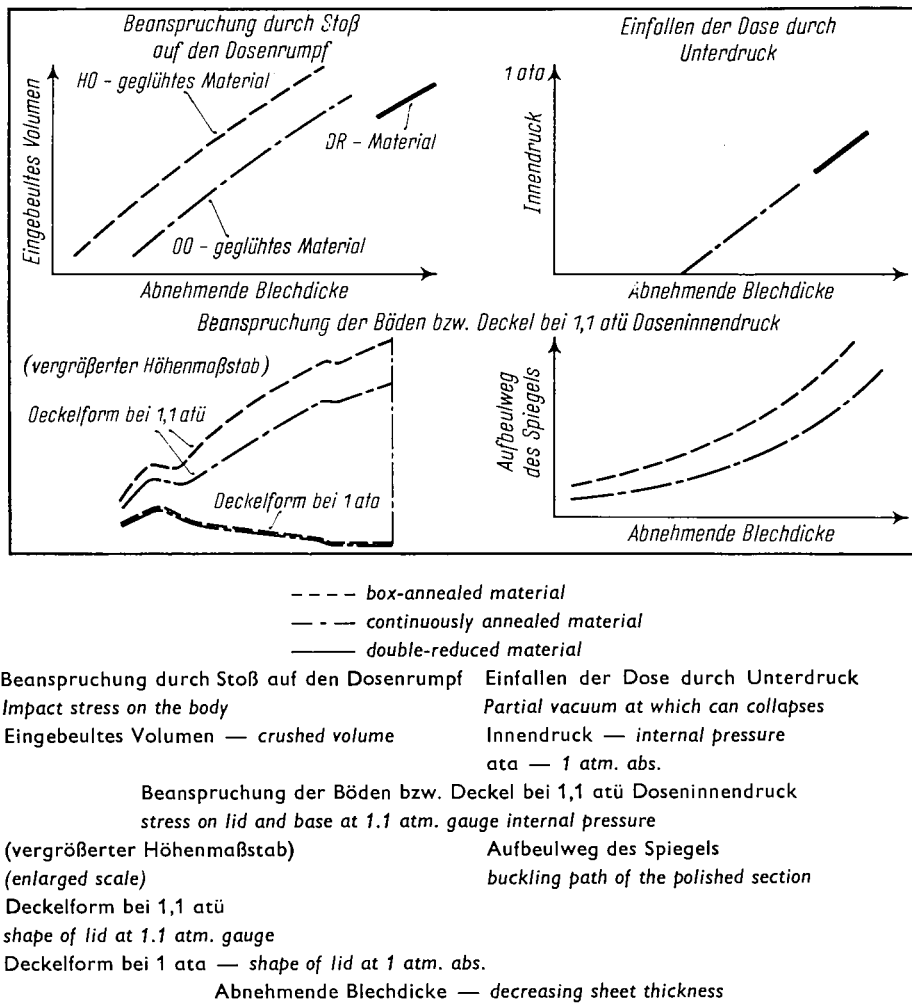 Beanspruchung durch Stoß
auf den Dosenrumpf
Einfallen der Dose durch
Unterdruck
Eingebeultes Volumen
HO - geglühtes Material
DR - Material
OO - geglühtes Material
Abnehmende Blechdicke
1 ata
Innendruck
Abnehmende Blechdicke
Beanspruchung der Böden bzw. Deckel bei 1,1 atü Doseninnendruck
(vergrößerter Höhenmaßstab)
Deckelform bei 1,1 atü
Deckelform bei 1 ata
Aufbeulweg
des Spiegels
Abnehmende Blechdicke
box-annealed material
continuously annealed material
double-reduced material
Beanspruchung durch Stoß auf den Dosenrumpf
Impact stress on the body
Eingebeultes Volumen — crushed volume
Einfallen der Dose durch Unterdruck
Partial vacuum at which can collapses
Innendruck — internal pressure
ata — 1 atm. abs.
Beanspruchung der Böden bzw. Deckel bei 1,1 atü Doseninnendruck
stress on lid and base at 1.1 atm. gauge internal pressure
(vergrößerter Höhenmaßstab)
(enlarged scale)
Aufbeulweg des Spiegels
buckling path of the polished section
Deckelform bei 1,1 atü
shape of lid at 1.1 atm. gauge
Deckelform bei 1 ata — shape of lid at 1 atm. abs.
Abnehmende Blechdicke — decreasing sheet thickness